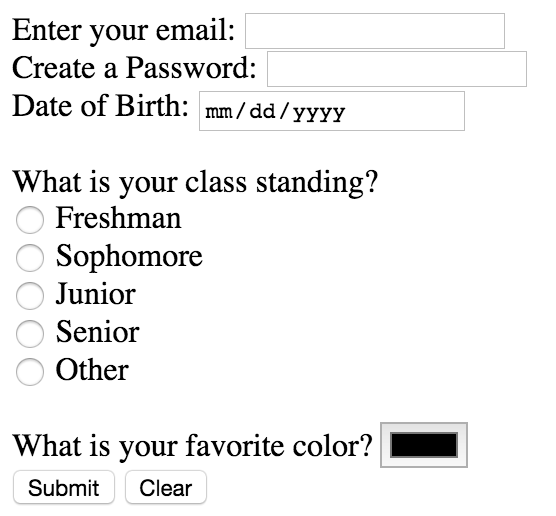 Enter your email:
Create a Password:
Date of Birth: mm/dd/yyyy
What is your class standing?
Freshman
Sophomore
Junior
Senior
Other
What is your favorite color?
Submit Clear